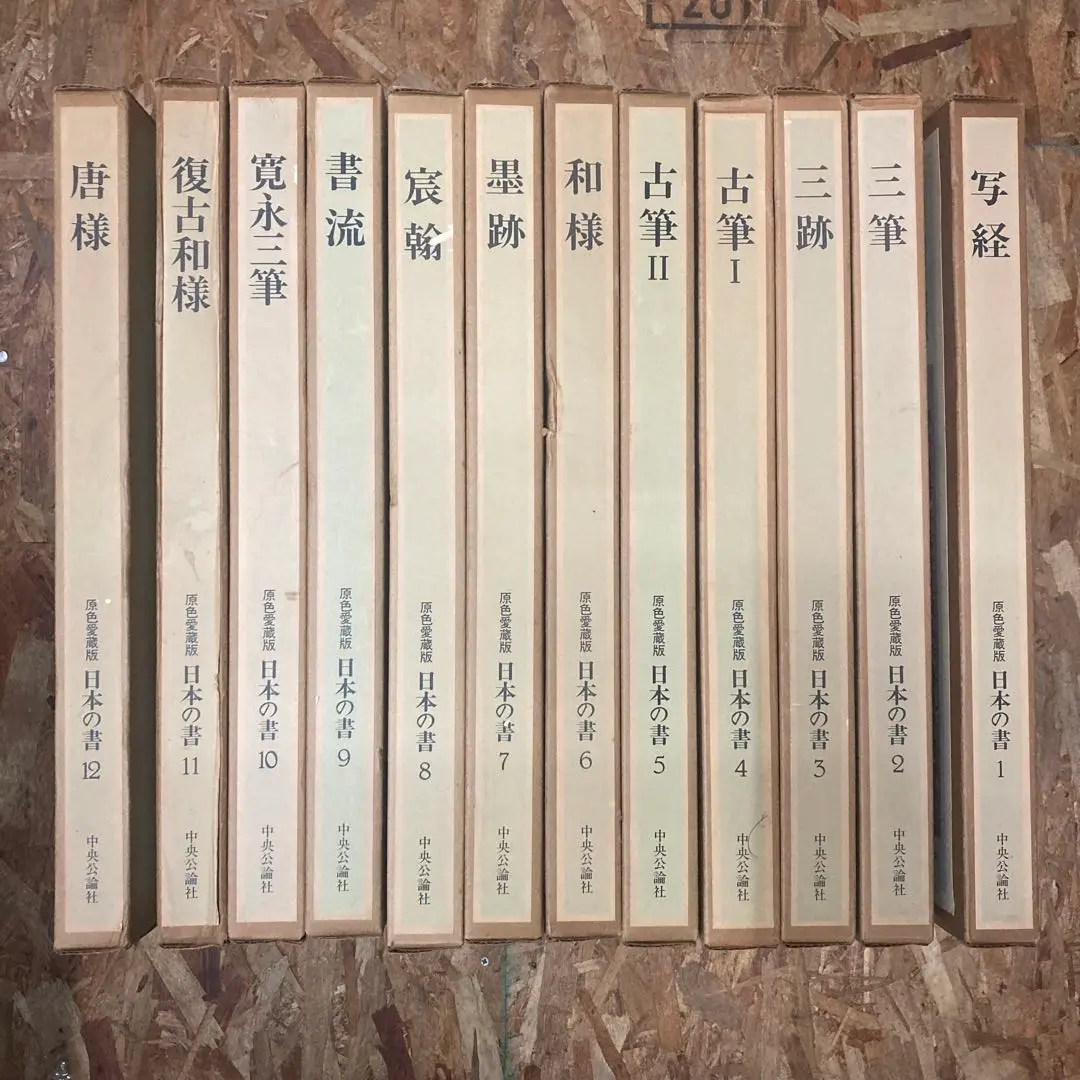 唐様
原色愛蔵版 日本の書 12
中央公論社
復古和様
原色愛蔵版 日本の書 11
中央公論社
寛永三筆
原色愛蔵版 日本の書 10
中央公論社
書流
原色愛蔵版 日本の書 9
中央公論社
宸翰
原色愛蔵版 日本の書 8
中央公論社
墨跡
原色愛蔵版 日本の書 7
中央公論社
和様
原色愛蔵版 日本の書 6
中央公論社
古筆II
原色愛蔵版 日本の書 5
中央公論社
古筆I
原色愛蔵版 日本の書 4
中央公論社
三跡
原色愛蔵版 日本の書 3
中央公論社
三筆
原色愛蔵版 日本の書 2
中央公論社
写経
原色愛蔵版 日本の書 1
中央公論社